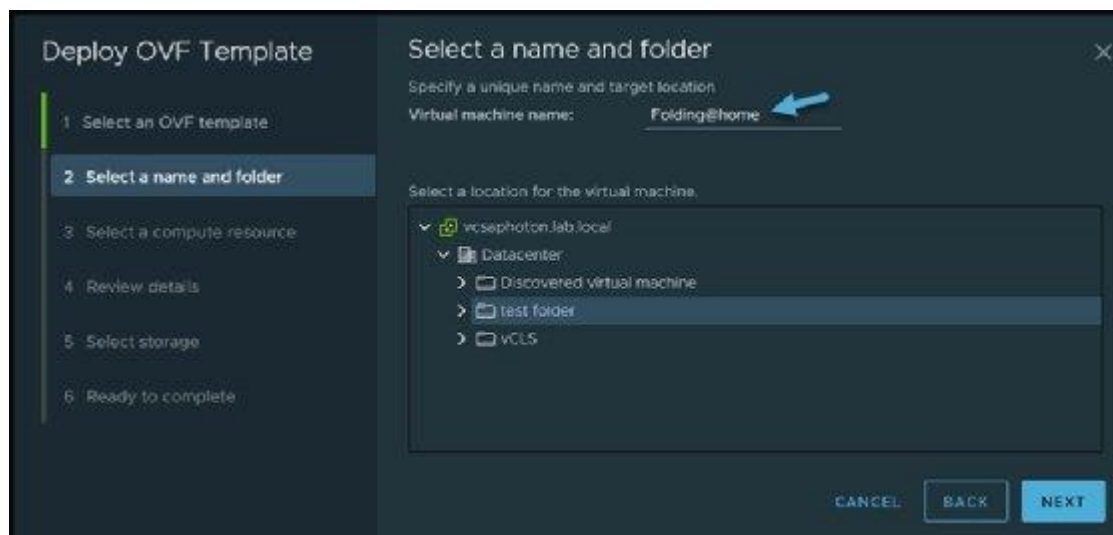 Deploy OVF Template
1 Select an OVF template
2 Select a name and folder
3 Select a compute resource
4 Review details
5 Select storage
6 Ready to complete
Select a name and folder
Specify a unique name and target location
Virtual machine name: Folding@home
Select a location for the virtual machine.
vcsaphoton.lab.local
Datacenter
Discovered virtual machine
test folder
vCLS
CANCEL BACK NEXT